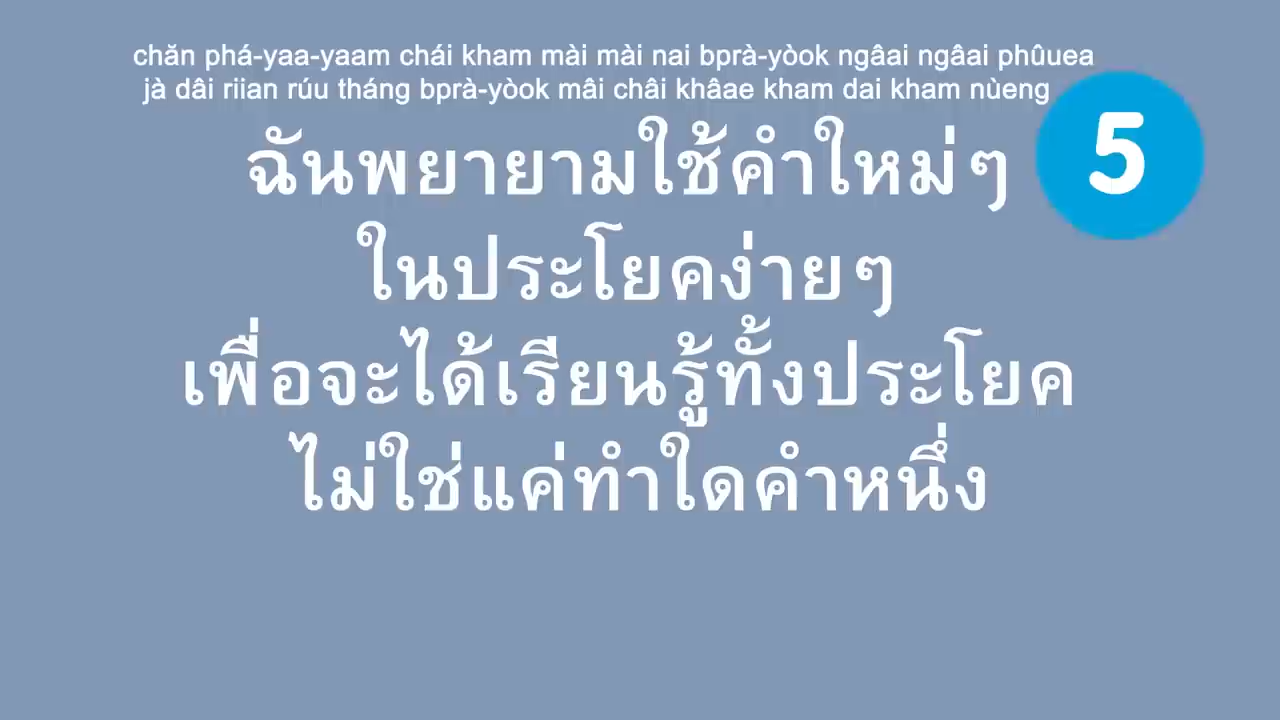 chăn phá-yaa-yaam chái kham mài mài nai bprà-yòok ngâai ngâai phûuea
jà dâi riian rúu tháng bprà-yòok mâi châi khâae kham dai kham nùeng
5
ฉันพยายามใช้คำใหม่ๆ
ในประโยคง่ายๆ
เพื่อจะได้เรียนรู้ทั้งประโยค
ไม่ใช่แค่ทำใดคำหนึ่ง